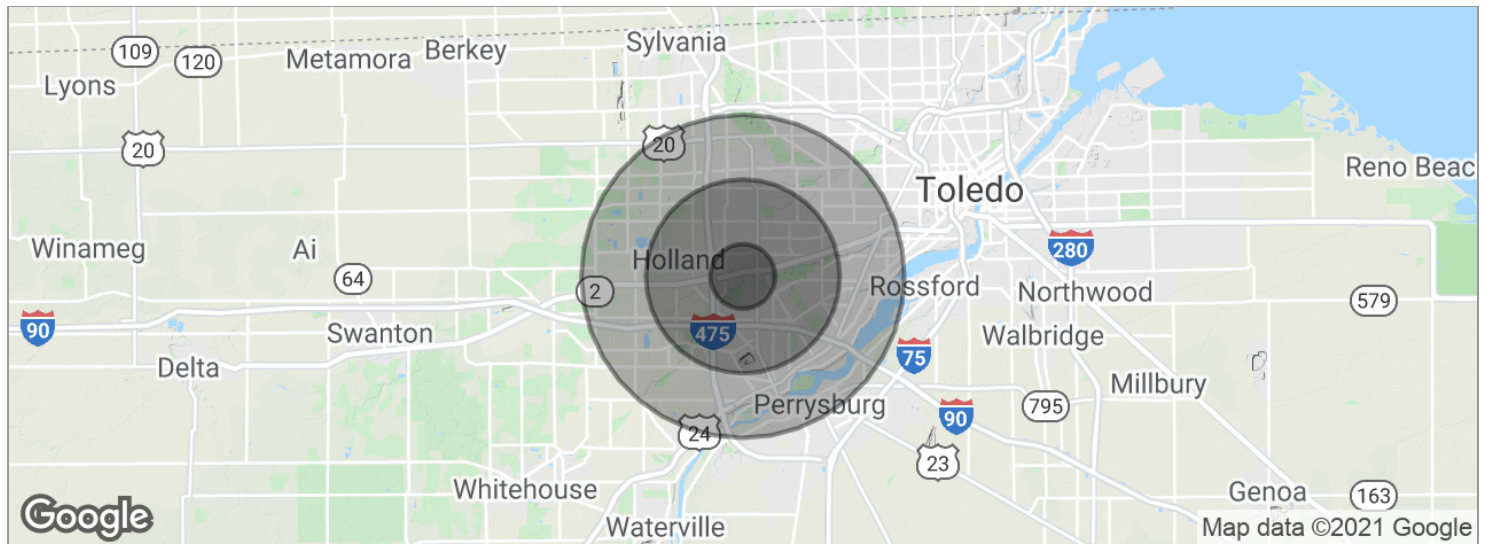 Sylvania
109
Berkey
120
Metamora
Lyons
20
20
Reno Beac
Toledo
Winameg
Ai
280
Holland
64
2
Rossford
Northwood
579
90
475
Swanton
Walbridge
75
Delta
Millbury
Perrysburg
795
90
24
23
Whitehouse
Genoa
163
Google
Waterville
Map data ©2021 Google